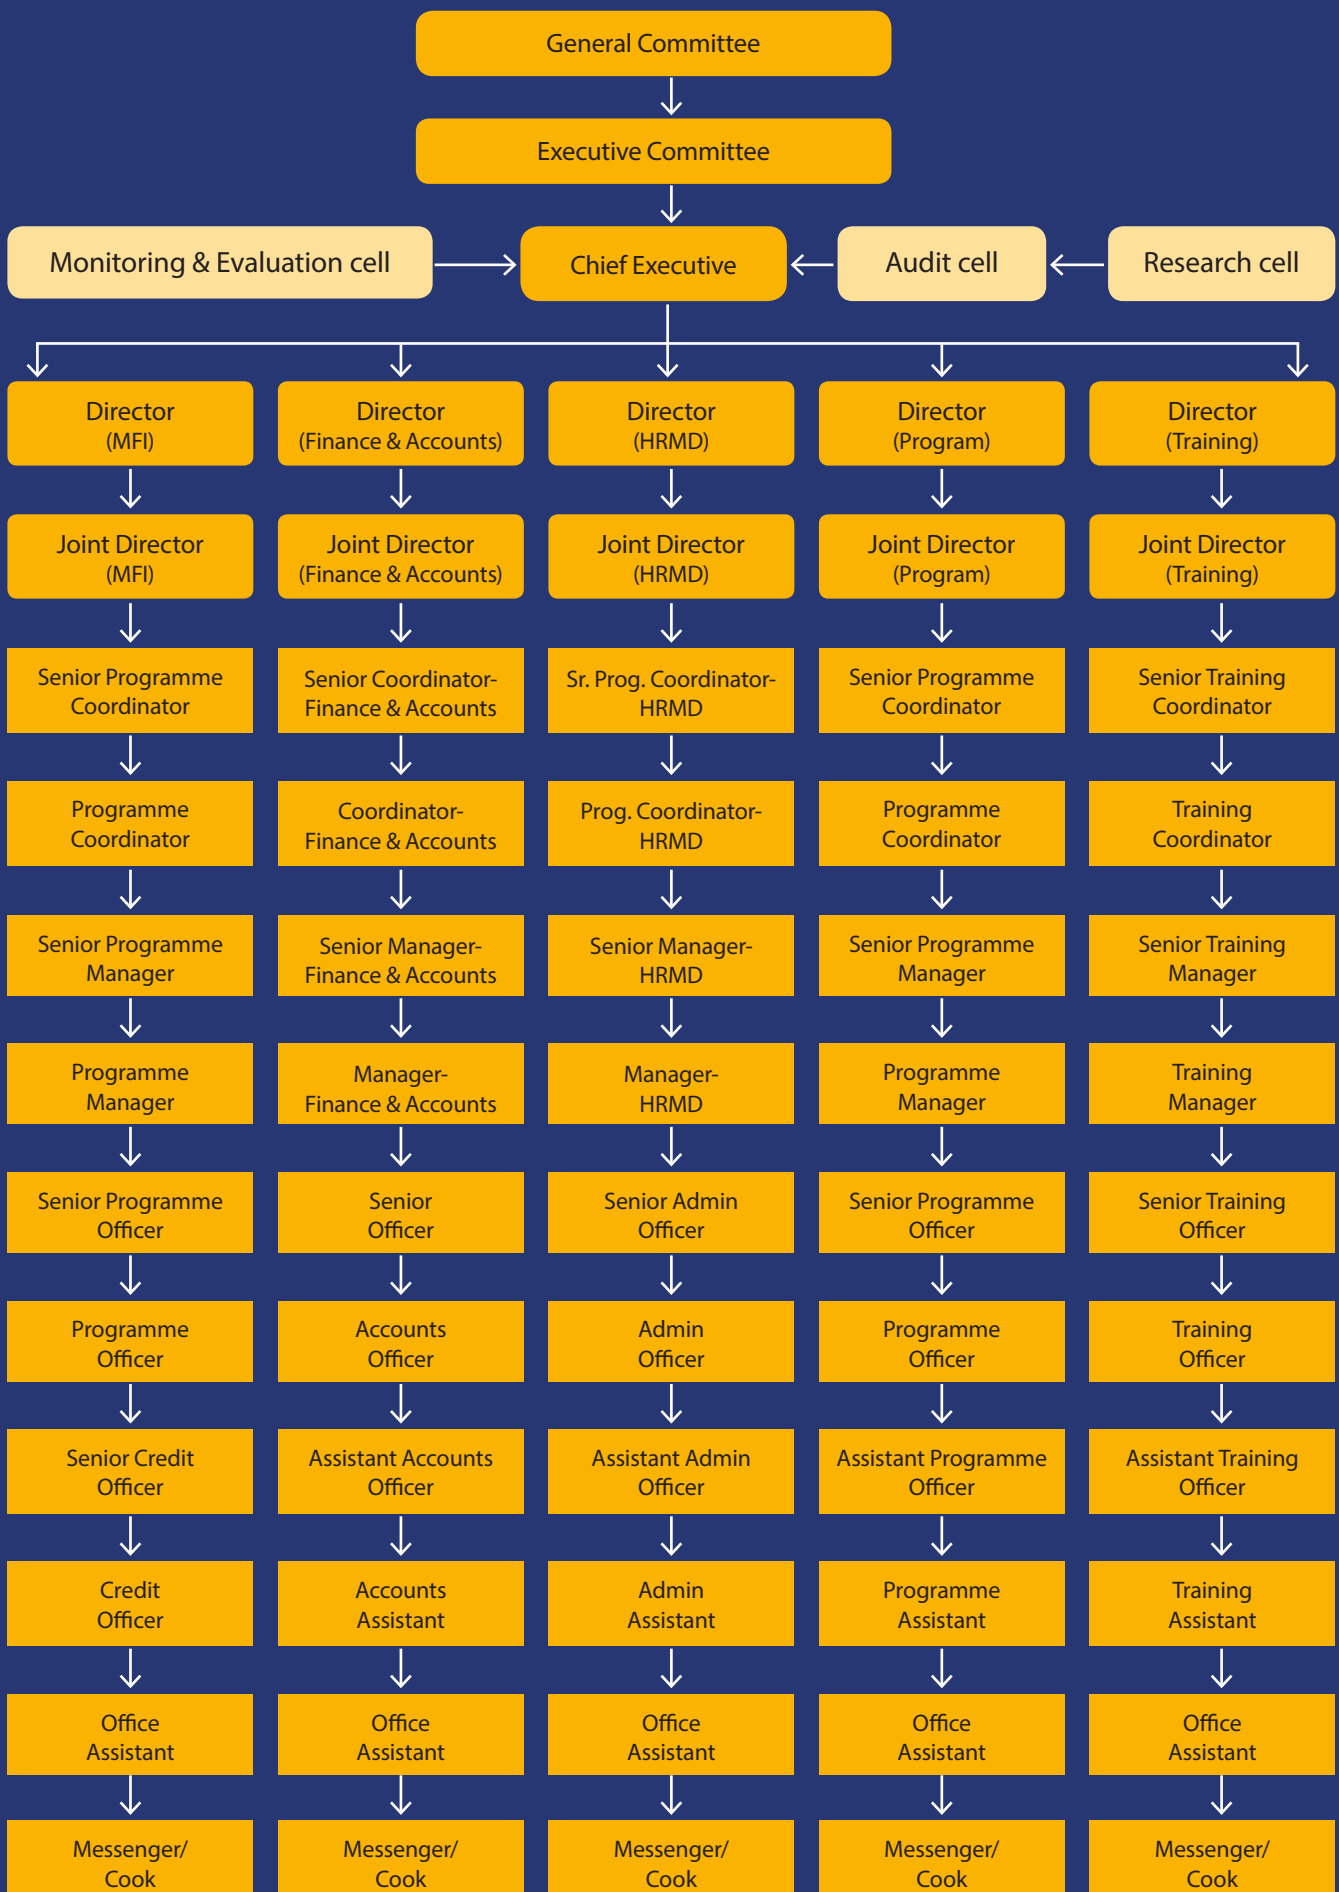 General Committee
Executive Committee
Monitoring & Evaluation cell
Chief Executive
Audit cell
Research cell
Director
(MFI)
Director
(Finance & Accounts)
Director
(HRMD)
Director
(Program)
Director
(Training)
Joint Director
(MFI)
Joint Director
(Finance & Accounts)
Joint Director
(HRMD)
Joint Director
(Program)
Joint Director
(Training)
Senior Programme
Coordinator
Senior Coordinator-
Finance & Accounts
Sr. Prog. Coordinator-
HRMD
Senior Programme
Coordinator
Senior Training
Coordinator
Programme
Coordinator
Coordinator-
Finance & Accounts
Prog. Coordinator-
HRMD
Programme
Coordinator
Training
Coordinator
Senior Programme
Manager
Senior Manager-
Finance & Accounts
Senior Manager-
HRMD
Senior Programme
Manager
Senior Training
Manager
Programme
Manager
Manager-
Finance & Accounts
Manager-
HRMD
Programme
Manager
Training
Manager
Senior Programme
Officer
Senior
Officer
Senior Admin
Officer
Senior Programme
Officer
Senior Training
Officer
Programme
Officer
Accounts
Officer
Admin
Officer
Programme
Officer
Training
Officer
Senior Credit
Officer
Assistant Accounts
Officer
Assistant Admin
Officer
Assistant Programme
Officer
Assistant Training
Officer
Credit
Officer
Accounts
Assistant
Admin
Assistant
Programme
Assistant
Training
Assistant
Office
Assistant
Office
Assistant
Office
Assistant
Office
Assistant
Office
Assistant
Messenger/
Cook
Messenger/
Cook
Messenger/
Cook
Messenger/
Cook
Messenger/
Cook